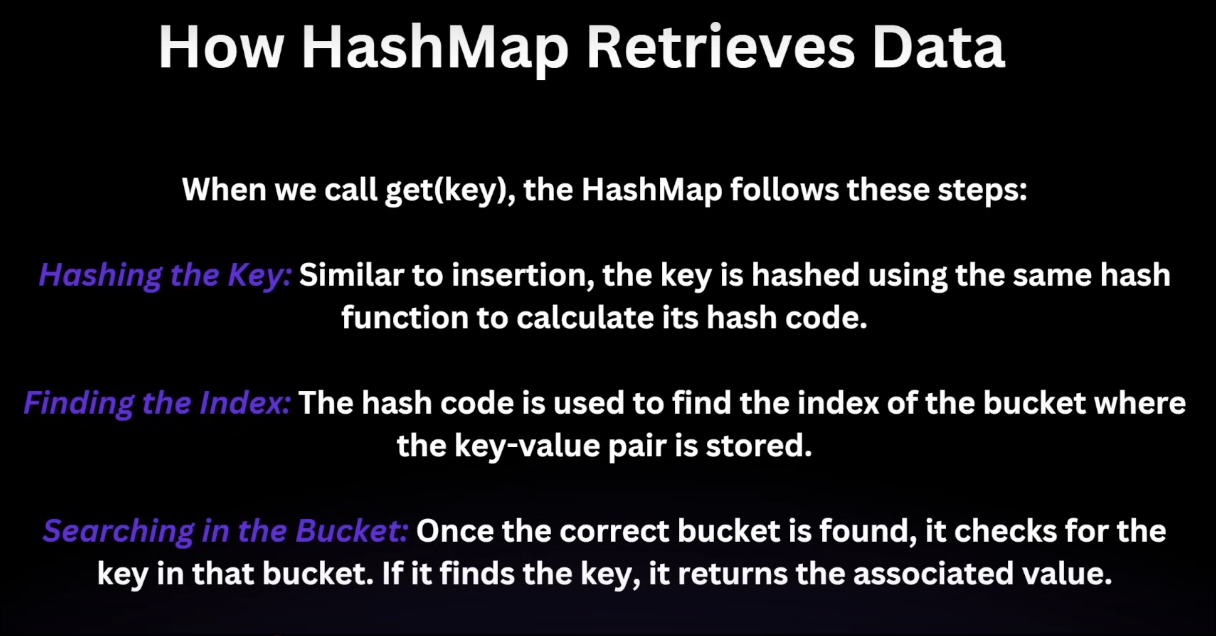 How HashMap Retrieves Data
When we call get(key), the HashMap follows these steps:
Hashing the Key: Similar to insertion, the key is hashed using the same hash
function to calculate its hash code.
Finding the Index: The hash code is used to find the index of the bucket where
the key-value pair is stored.
Searching in the Bucket: Once the correct bucket is found, it checks for the
key in that bucket. If it finds the key, it returns the associated value.